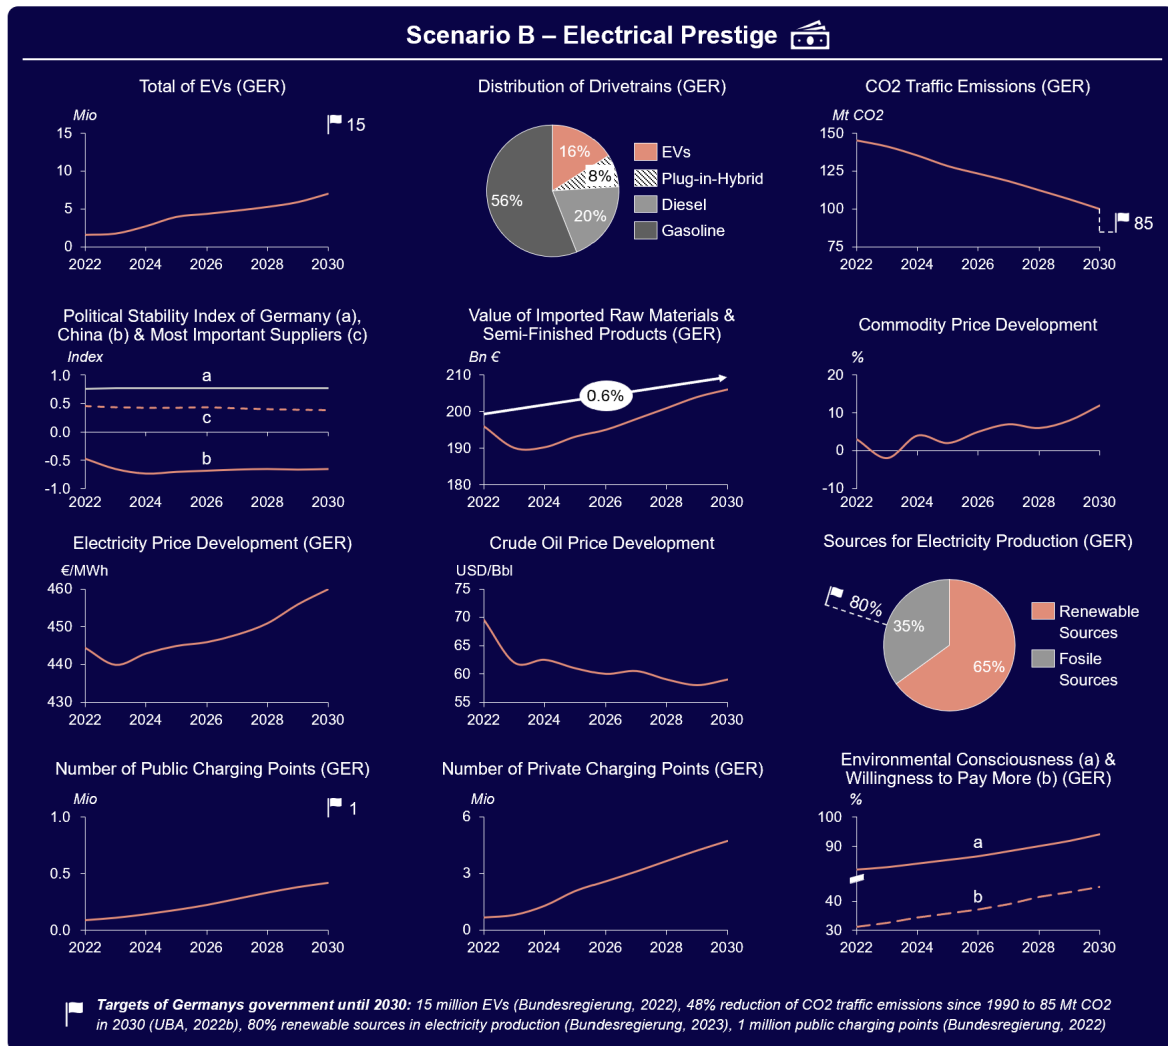 Scenario B – Electrical Prestige
Total of EVs (GER)
Mio
15
15
10
5
0
2022
2024
2026
2028
2030
Distribution of Drivetrains (GER)
16%
8%
20%
56%
EVs
Plug-in-Hybrid
Diesel
Gasoline
CO2 Traffic Emissions (GER)
Mt CO2
150
125
100
75
85
2022
2024
2026
2028
2030
Political Stability Index of Germany (a),
China (b) & Most Important Suppliers (c)
Index
1.0
0.5
0.0
-0.5
-1.0
a
c
b
2022
2024
2026
2028
2030
Value of Imported Raw Materials &
Semi-Finished Products (GER)
Bn €
210
200
190
180
0.6%
2022
2024
2026
2028
2030
Commodity Price Development
%
20
10
0
-10
2022
2024
2026
2028
2030
Electricity Price Development (GER)
€/MWh
460
450
440
430
2022
2024
2026
2028
2030
Crude Oil Price Development
USD/Bbl
75
70
65
60
55
2022
2024
2026
2028
2030
Sources for Electricity Production (GER)
80%
35%
65%
Renewable
Sources
Fosile
Sources
Number of Public Charging Points (GER)
Mio
1.0
0.5
0.0
1
2022
2024
2026
2028
2030
Number of Private Charging Points (GER)
Mio
6
3
0
2022
2024
2026
2028
2030
Environmental Consciousness (a) &
Willingness to Pay More (b) (GER)
%
100
90
40
30
a
b
2022
2024
2026
2028
2030
Targets of Germanys government until 2030: 15 million EVs (Bundesregierung, 2022), 48% reduction of CO2 traffic emissions since 1990 to 85 Mt CO2
in 2030 (UBA, 2022b), 80% renewable sources in electricity production (Bundesregierung, 2023), 1 million public charging points (Bundesregierung, 2022)